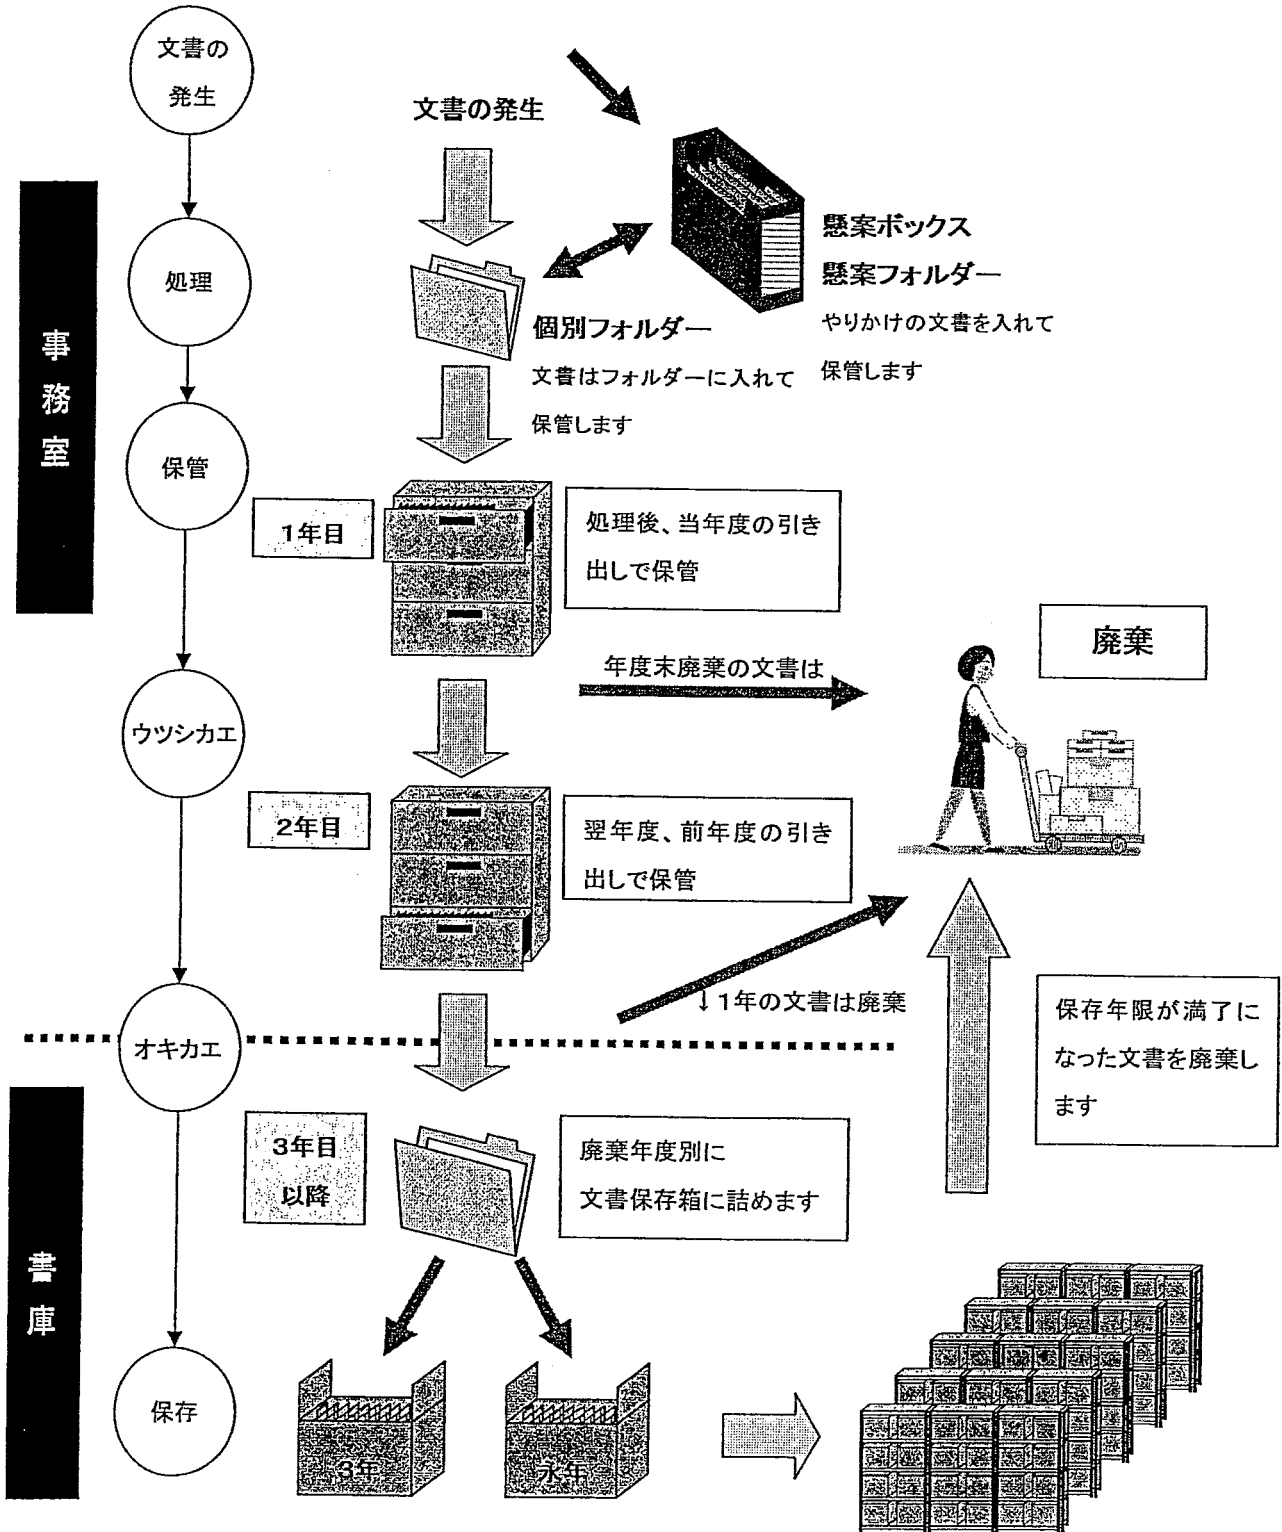 文書の
発生
文書の発生
事務室
処理
懸案ボックス
懸案フォルダー
やりかけの文書を入れて
保管します
個別フォルダー
文書はフォルダーに入れて
保管します
保管
1年目
処理後、当年度の引き
出しで保管
廃棄
年度末廃棄の文書は
ウツシカエ
2年目
翌年度、前年度の引き
出しで保管
↓1年の文書は廃棄
保存年限が満了に
なった文書を廃棄し
ます
オキカエ
書庫
3年目
以降
廃棄年度別に
文書保存箱に詰めます
保存
3年
永年